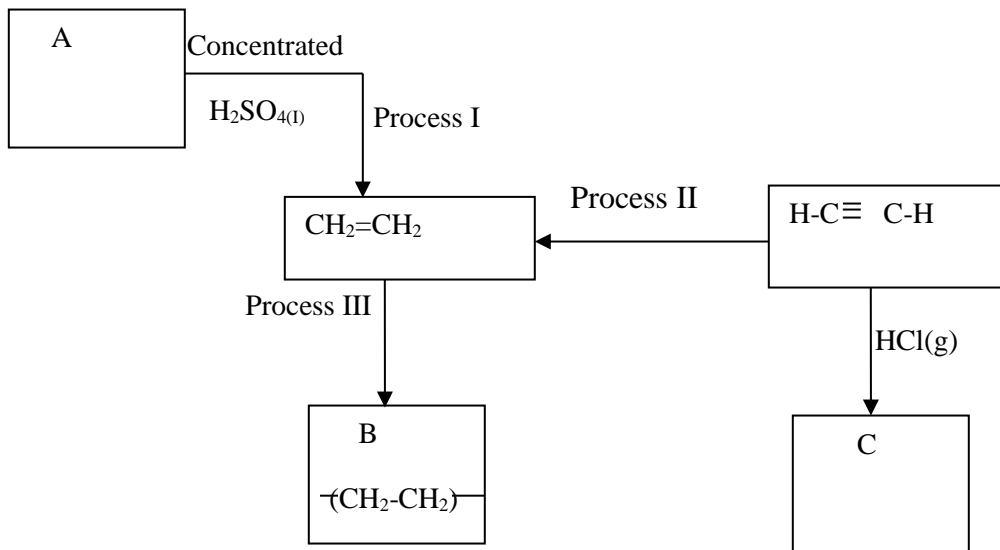 A
Concentrated
H₂SO₄₍I₎
Process I
Process II
CH₂=CH₂
H-C≡ C-H
Process III
HCl(g)
B
C
(CH₂-CH₂)